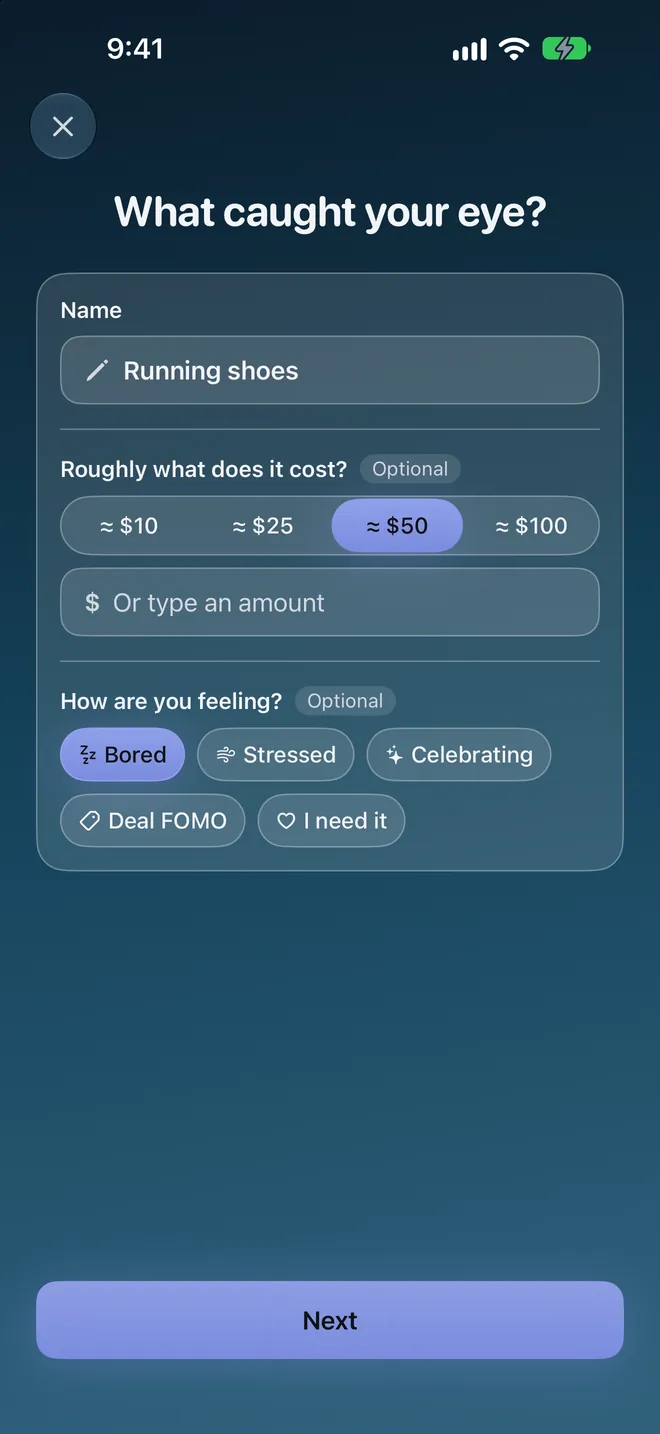 9:41
What caught your eye?
Name
Running shoes
Roughly what does it cost? Optional
≈ $10 ≈ $25 ≈ $50 ≈ $100
$ Or type an amount
How are you feeling? Optional
Bored Stressed Celebrating
Deal FOMO I need it
Next